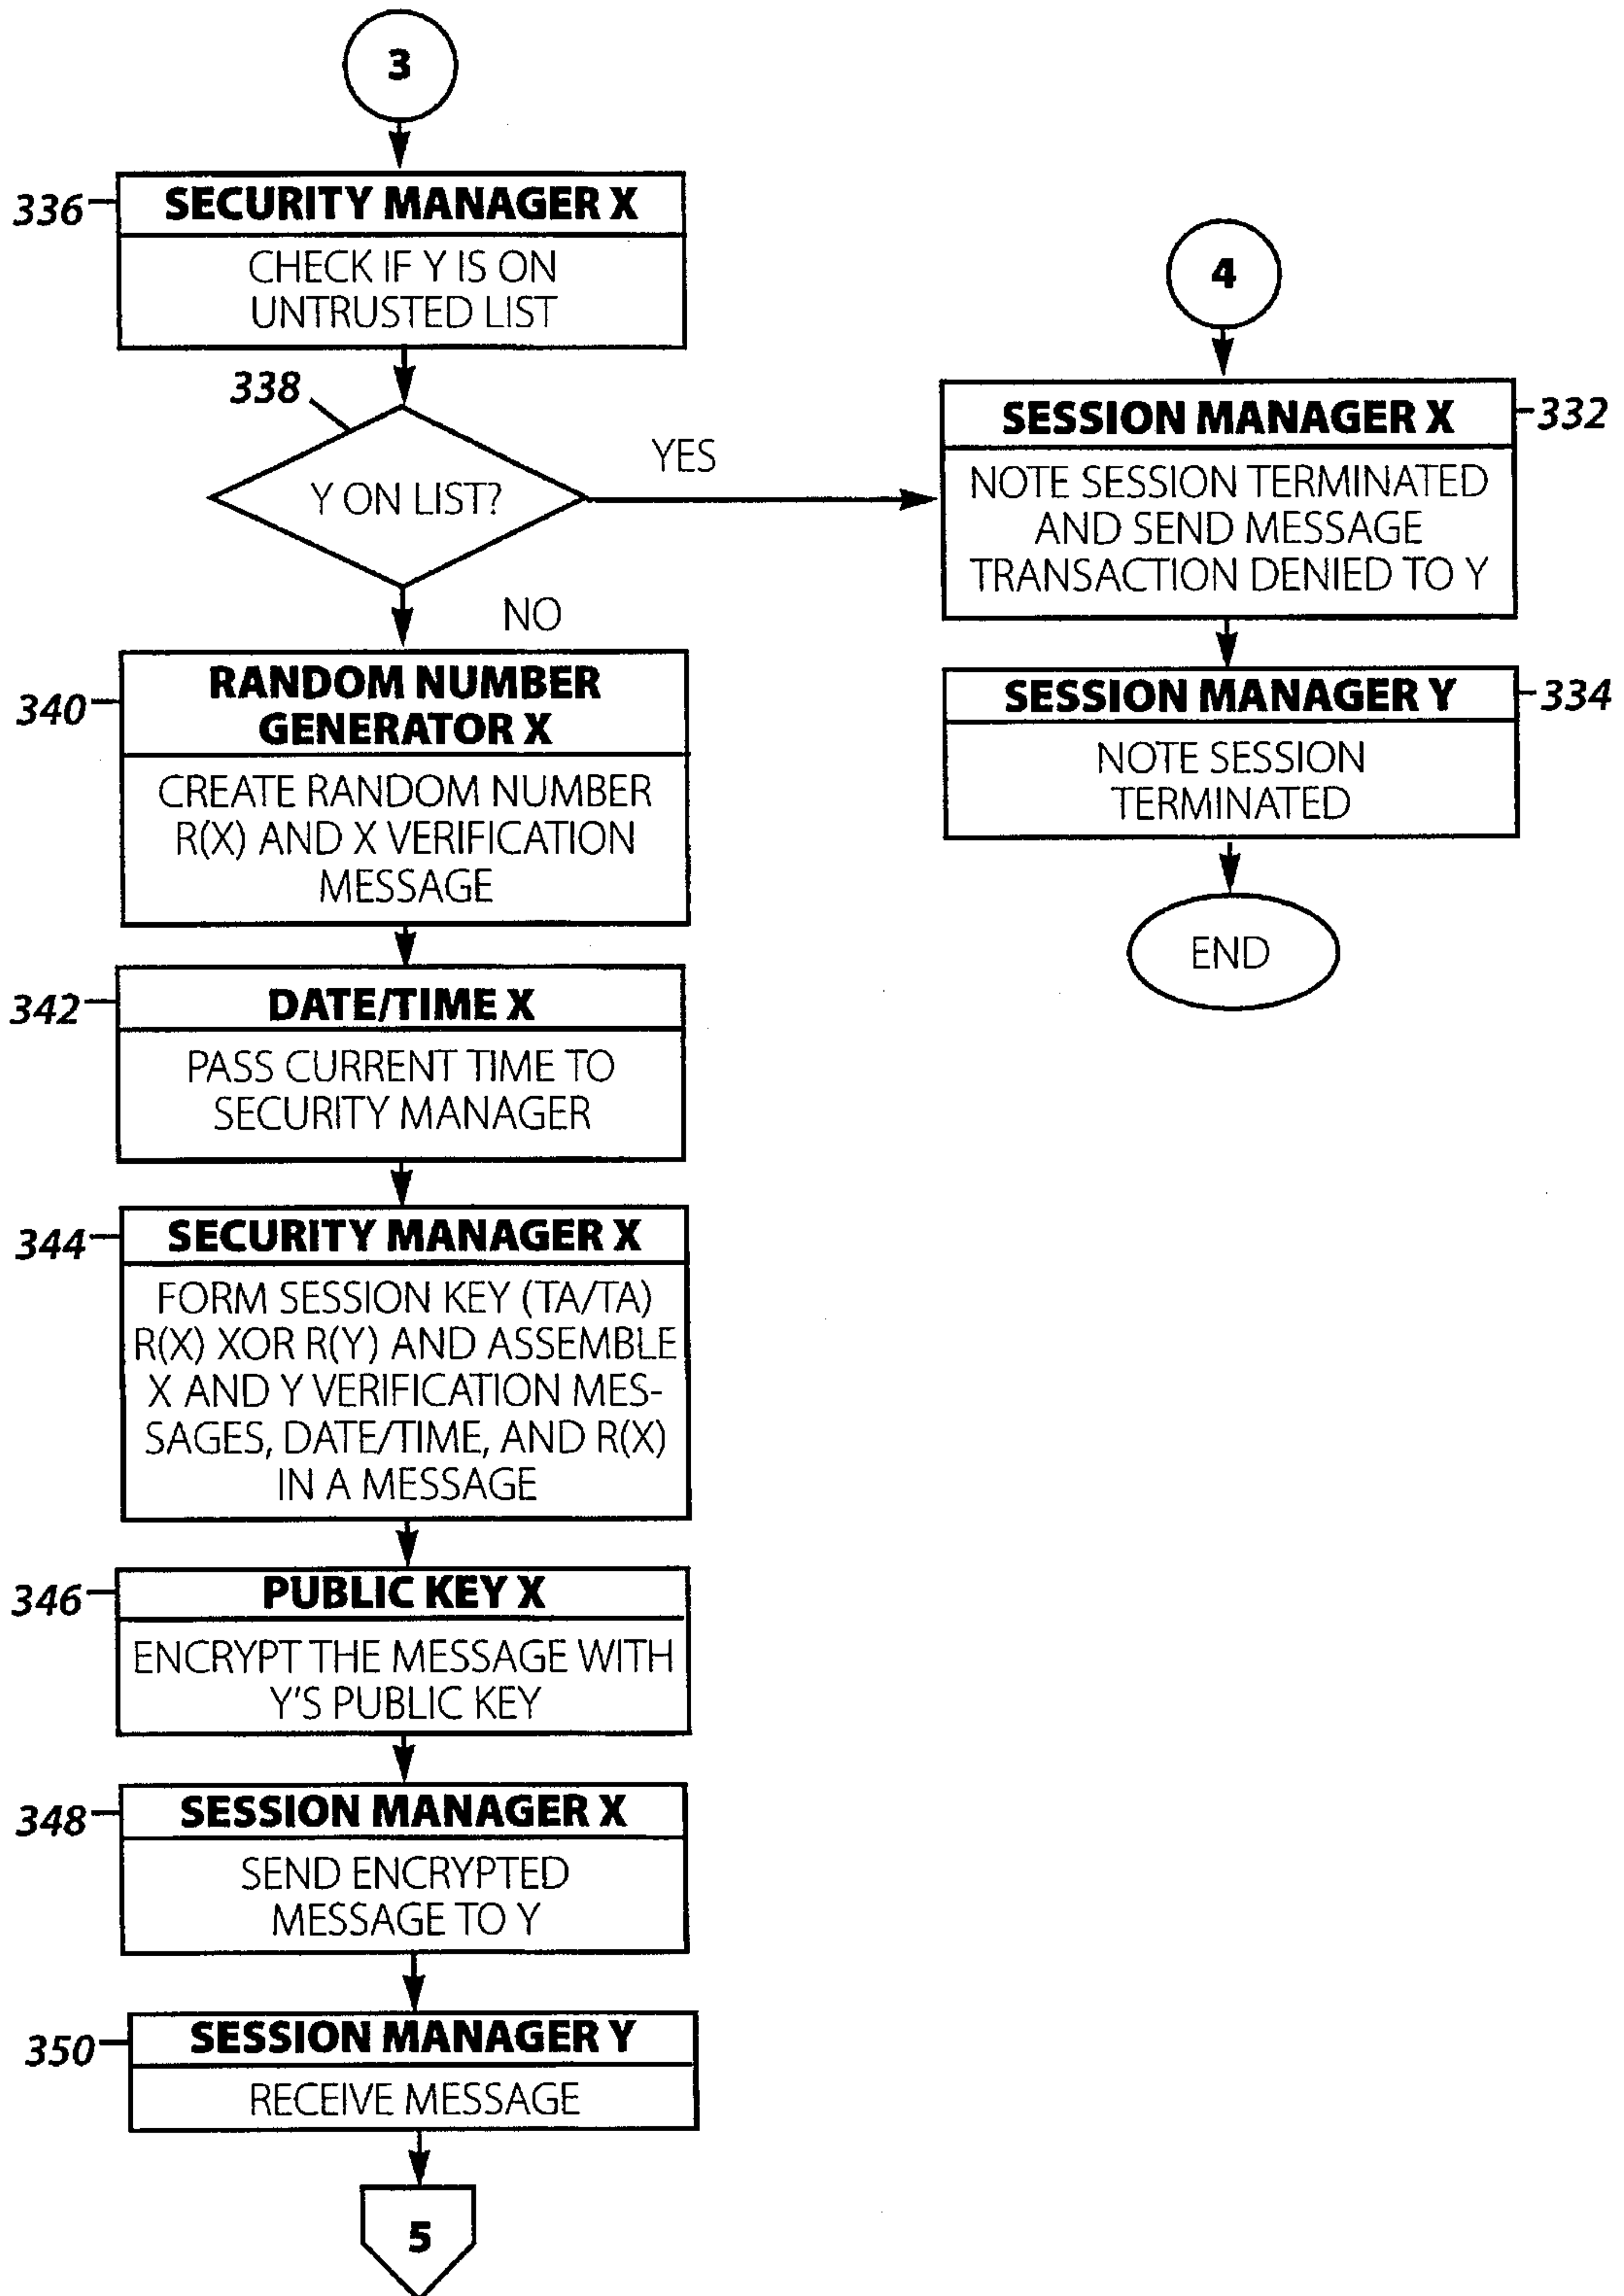 3
336
SECURITY MANAGER X
CHECK IF Y IS ON
UNTRUSTED LIST
338
Y ON LIST?
YES
NO
4
SESSION MANAGER X
332
NOTE SESSION TERMINATED
AND SEND MESSAGE
TRANSACTION DENIED TO Y
SESSION MANAGER Y
334
NOTE SESSION
TERMINATED
END
340
RANDOM NUMBER
GENERATOR X
CREATE RANDOM NUMBER
R(X) AND X VERIFICATION
MESSAGE
342
DATE/TIME X
PASS CURRENT TIME TO
SECURITY MANAGER
344
SECURITY MANAGER X
FORM SESSION KEY (TA/TA)
R(X) XOR R(Y) AND ASSEMBLE
X AND Y VERIFICATION MES-
SAGES, DATE/TIME, AND R(X)
IN A MESSAGE
346
PUBLIC KEY X
ENCRYPT THE MESSAGE WITH
Y'S PUBLIC KEY
348
SESSION MANAGER X
SEND ENCRYPTED
MESSAGE TO Y
350
SESSION MANAGER Y
RECEIVE MESSAGE
5